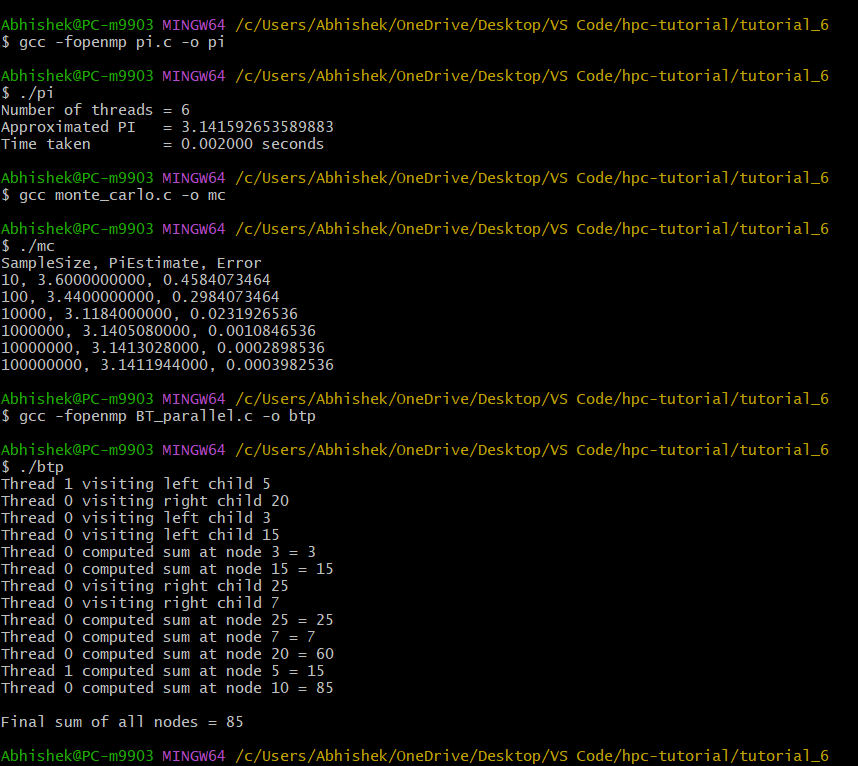 Abhishek@PC-m9903 MINGW64 /c/Users/Abhishek/OneDrive/Desktop/VS Code/hpc-tutorial/tutorial_6
$ gcc -fopenmp pi.c -o pi
Abhishek@PC-m9903 MINGW64 /c/Users/Abhishek/OneDrive/Desktop/VS Code/hpc-tutorial/tutorial_6
$ ./pi
Number of threads = 6
Approximated PI   = 3.141592653589883
Time taken        = 0.002000 seconds
Abhishek@PC-m9903 MINGW64 /c/Users/Abhishek/OneDrive/Desktop/VS Code/hpc-tutorial/tutorial_6
$ gcc monte_carlo.c -o mc
Abhishek@PC-m9903 MINGW64 /c/Users/Abhishek/OneDrive/Desktop/VS Code/hpc-tutorial/tutorial_6
$ ./mc
SampleSize, PiEstimate, Error
10, 3.6000000000, 0.4584073464
100, 3.4400000000, 0.2984073464
10000, 3.1184000000, 0.0231926536
1000000, 3.1405080000, 0.0010846536
10000000, 3.1413028000, 0.0002898536
100000000, 3.1411944000, 0.0003982536
Abhishek@PC-m9903 MINGW64 /c/Users/Abhishek/OneDrive/Desktop/VS Code/hpc-tutorial/tutorial_6
$ gcc -fopenmp BT_parallel.c -o btp
Abhishek@PC-m9903 MINGW64 /c/Users/Abhishek/OneDrive/Desktop/VS Code/hpc-tutorial/tutorial_6
$ ./btp
Thread 1 visiting left child 5
Thread 0 visiting right child 20
Thread 0 visiting left child 3
Thread 0 visiting left child 15
Thread 0 computed sum at node 3 = 3
Thread 0 computed sum at node 15 = 15
Thread 0 visiting right child 25
Thread 0 visiting right child 7
Thread 0 computed sum at node 25 = 25
Thread 0 computed sum at node 7 = 7
Thread 0 computed sum at node 20 = 60
Thread 1 computed sum at node 5 = 15
Thread 0 computed sum at node 10 = 85
Final sum of all nodes = 85
Abhishek@PC-m9903 MINGW64 /c/Users/Abhishek/OneDrive/Desktop/VS Code/hpc-tutorial/tutorial_6